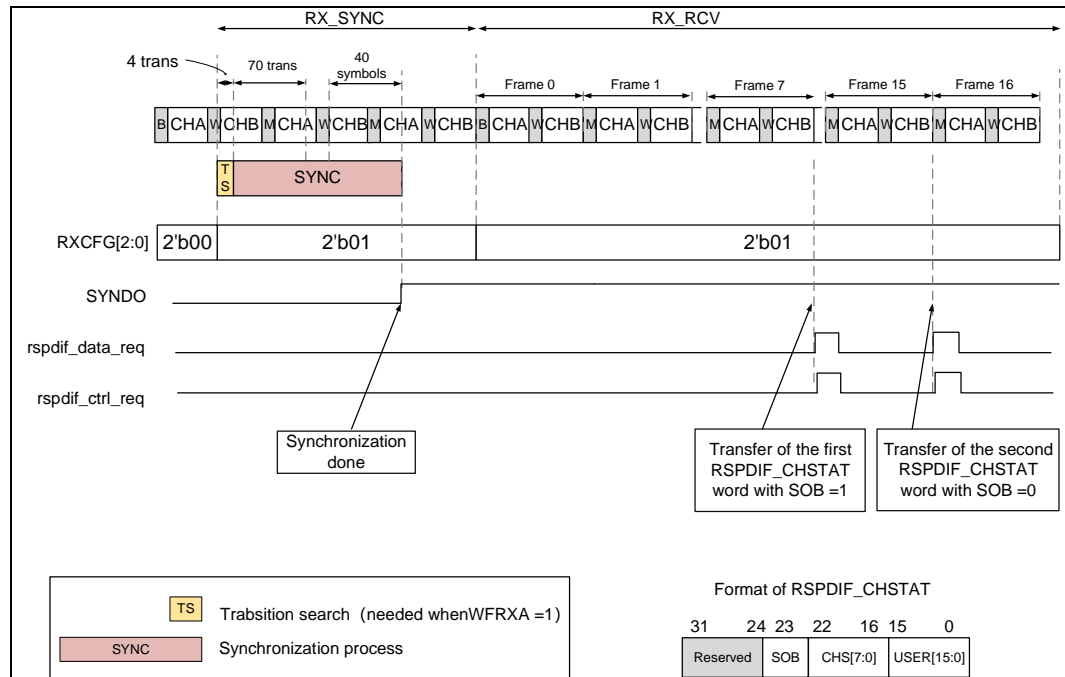 RX_SYNC RX_RCV
4 trans 70 trans 40 symbols Frame 0 Frame 1 Frame 7 Frame 15 Frame 16
B CHA W CHB M CHA W CHB M CHA W CHB B CHA W CHB M CHA W CHB M CHA W CHB M CHA W CHB M CHA W CHB
TS SYNC
RXCFG[2:0] 2'b00 2'b01 2'b01
SYNDO
rspdif_data_req
rspdif_ctrl_req
Synchronization
done
Transfer of the first
RSPDIF_CHSTAT
word with SOB =1
Transfer of the second
RSPDIF_CHSTAT
word with SOB =0
TS Trabsition search (needed whenWFRXA =1)
SYNC Synchronization process
Format of RSPDIF_CHSTAT
31 24 23 22 16 15 0
Reserved SOB CHS[7:0] USER[15:0]